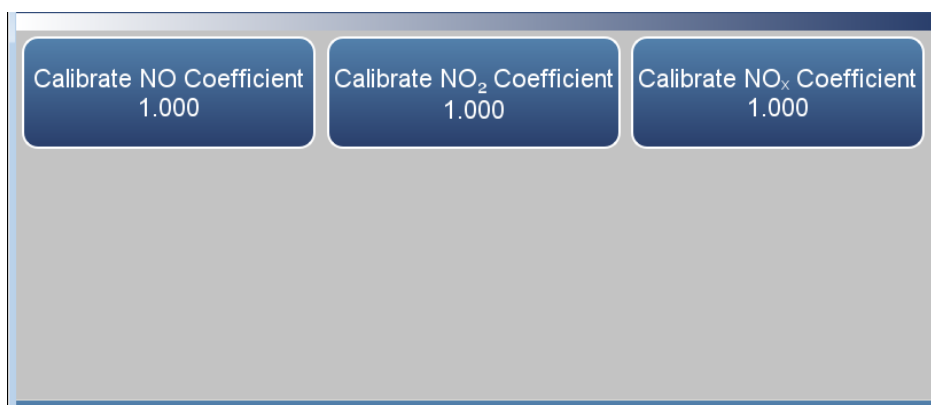 Calibrate NO Coefficient
1.000
Calibrate NO₂ Coefficient
1.000
Calibrate NOₓ Coefficient
1.000